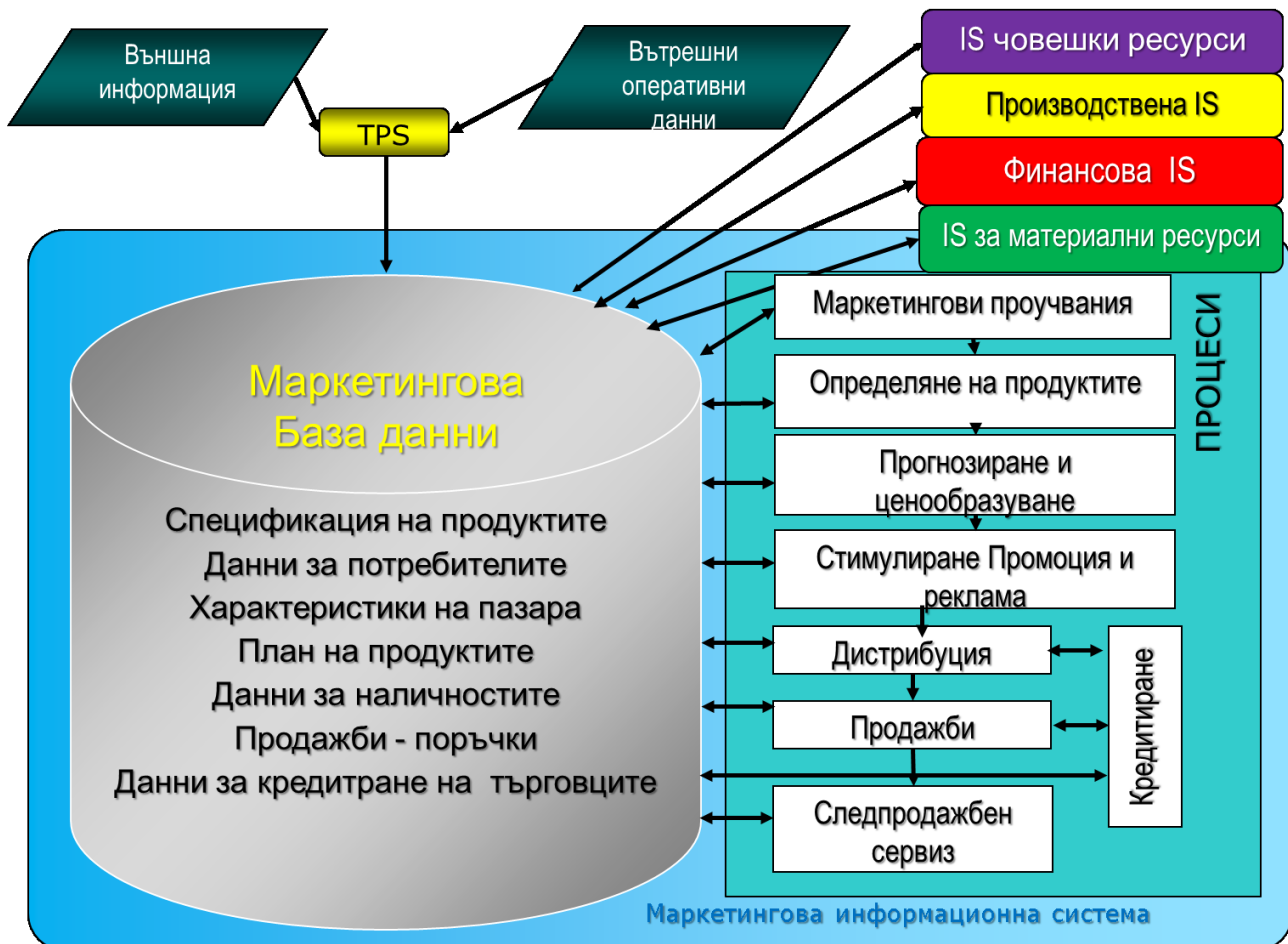 Външна
информация
Вътрешни
оперативни
данни
TPS
IS човешки ресурси
Производствена IS
Финансова IS
IS за материални ресурси
Маркетингова
База данни
Спецификация на продуктите
Данни за потребителите
Характеристики на пазара
План на продуктите
Данни за наличностите
Продажби - поръчки
Данни за кредитране на търговците
ПРОЦЕСИ
Маркетингови проучвания
Определяне на продуктите
Прогнозиране и
ценообразуване
Стимулиране Промоция и
реклама
Дистрибуция
Продажби
Следпродажбен
сервиз
Кредитиране
Маркетингова информационна система